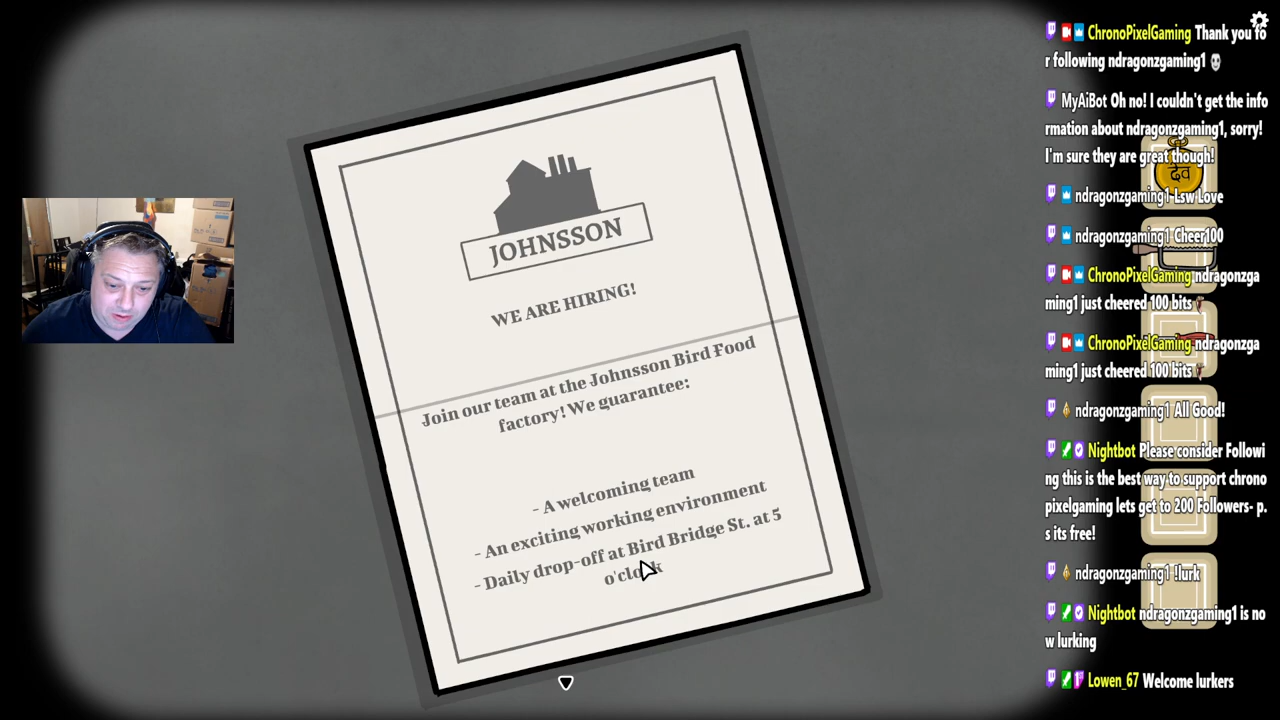 JOHNSSON
WE ARE HIRING!
Join our team at the Johnsson Bird Food
factory! We guarantee:
- A welcoming team
- An exciting working environment
- Daily drop-off at Bird Bridge St. at 5
o'clock
ChronoPixelGaming Thank you fo
r following ndragonzgaming1
MyAiBot Oh no! I couldn't get the info
rmation about ndragonzgaming1, sorry!
I'm sure they are great though!
ndragonzgaming1 Lsw Love
ndragonzgaming1 Cheer100
ChronoPixelGaming ndragonzga
ming1 just cheered 100 bits
ChronoPixelGaming ndragonzga
ming1 just cheered 100 bits
ndragonzgaming1 All Good!
Nightbot Please consider Followi
ng this is the best way to support chrono
pixelgaming lets get to 200 Followers- p.
s its free!
ndragonzgaming1 !lurk
Nightbot ndragonzgaming1 is no
w lurking
Lowen_67 Welcome lurkers
देव